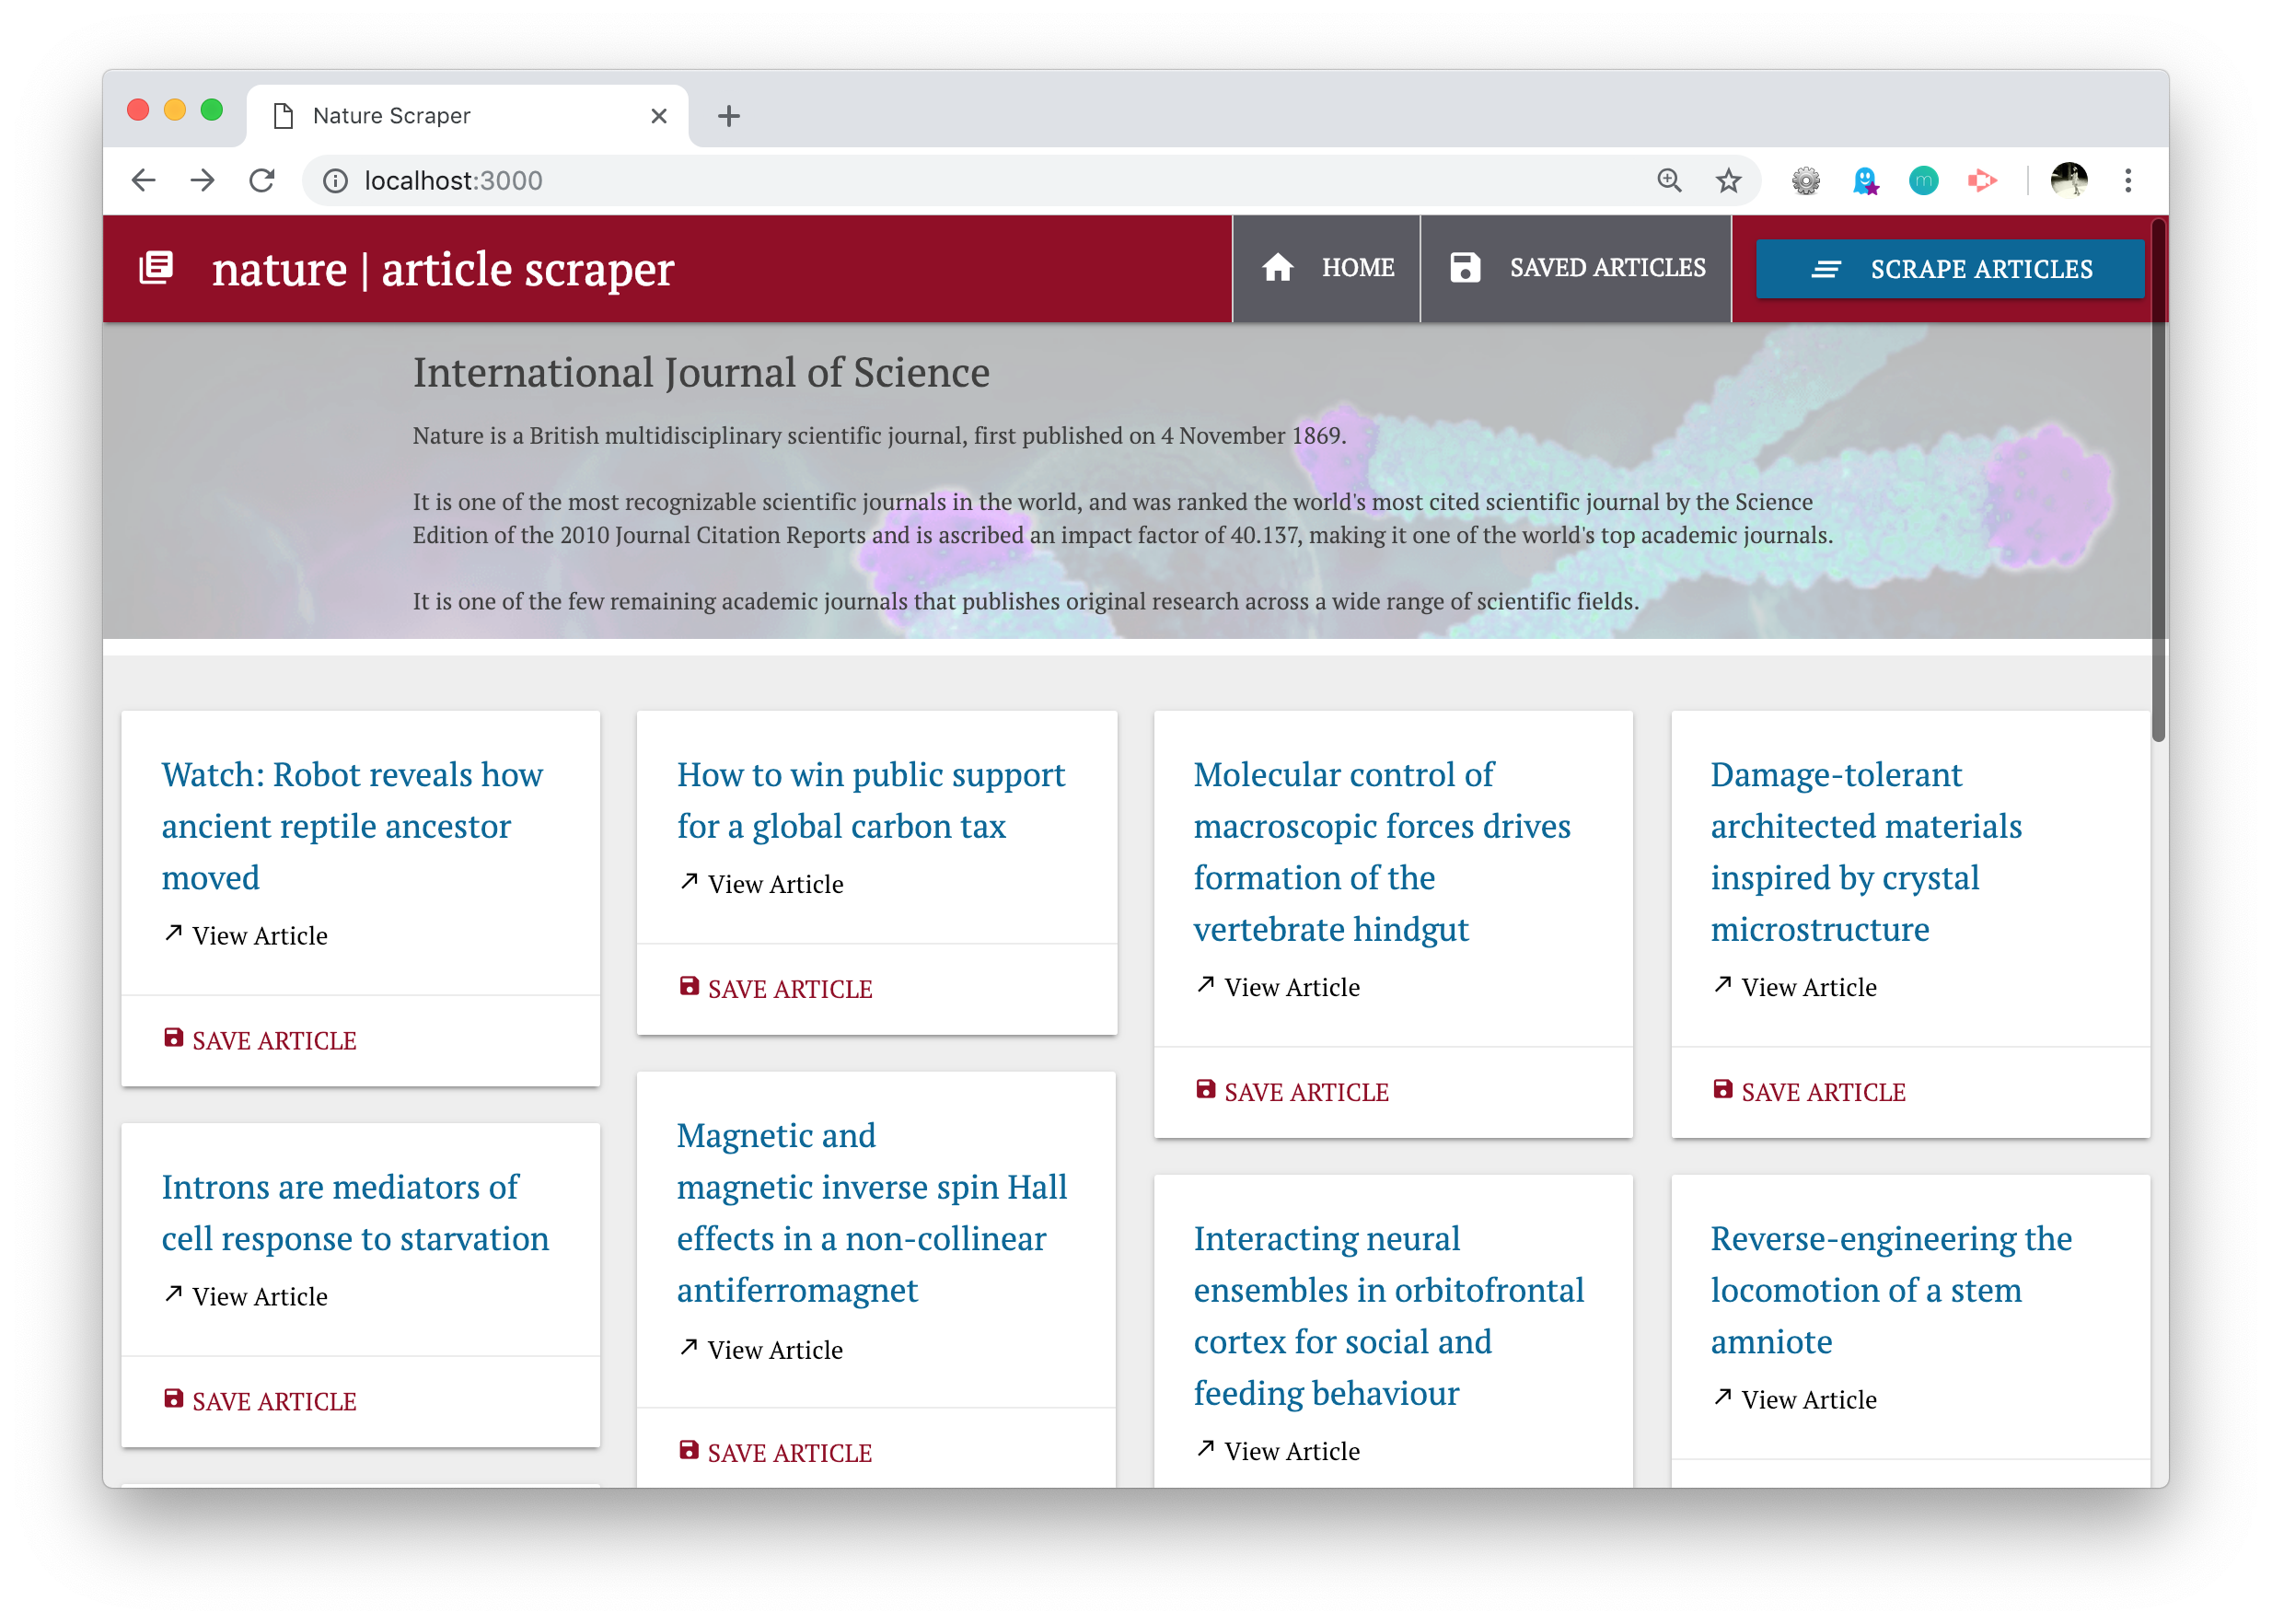 Nature Scraper
localhost:3000
m
nature | article scraper
HOME
SAVED ARTICLES
SCRAPE ARTICLES
International Journal of Science
Nature is a British multidisciplinary scientific journal, first published on 4 November 1869.
It is one of the most recognizable scientific journals in the world, and was ranked the world's most cited scientific journal by the Science
Edition of the 2010 Journal Citation Reports and is ascribed an impact factor of 40.137, making it one of the world's top academic journals.
It is one of the few remaining academic journals that publishes original research across a wide range of scientific fields.
Watch: Robot reveals how
ancient reptile ancestor
moved
View Article
SAVE ARTICLE
How to win public support
for a global carbon tax
View Article
SAVE ARTICLE
Molecular control of
macroscopic forces drives
formation of the
vertebrate hindgut
View Article
SAVE ARTICLE
Damage-tolerant
architected materials
inspired by crystal
microstructure
View Article
SAVE ARTICLE
Introns are mediators of
cell response to starvation
View Article
SAVE ARTICLE
Magnetic and
magnetic inverse spin Hall
effects in a non-collinear
antiferromagnet
View Article
SAVE ARTICLE
Interacting neural
ensembles in orbitofrontal
cortex for social and
feeding behaviour
View Article
Reverse-engineering the
locomotion of a stem
amniote
View Article